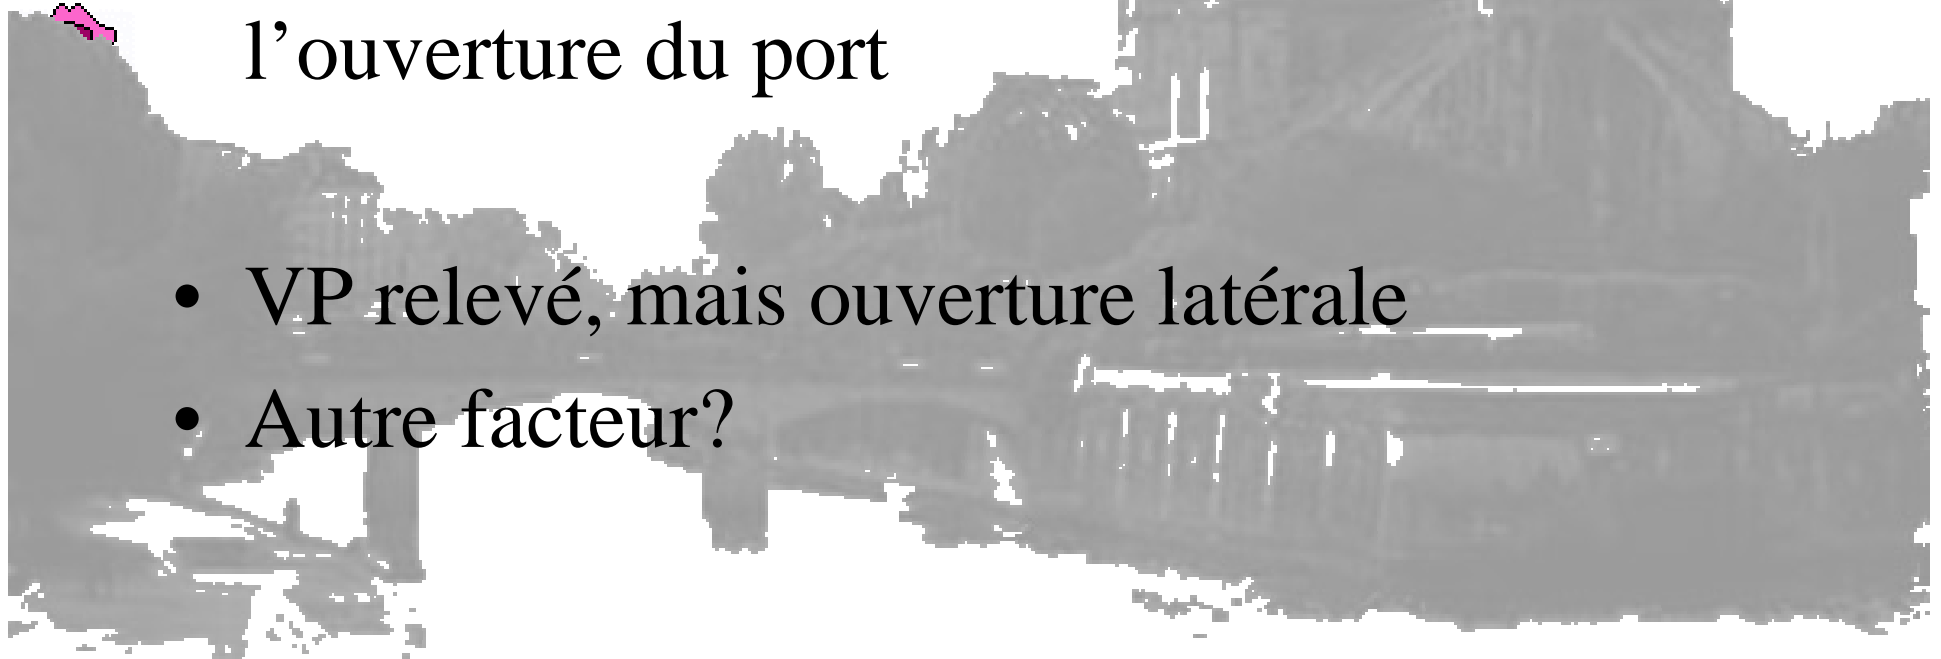 l’ouverture du port
• VP relevé, mais ouverture latérale
• Autre facteur?